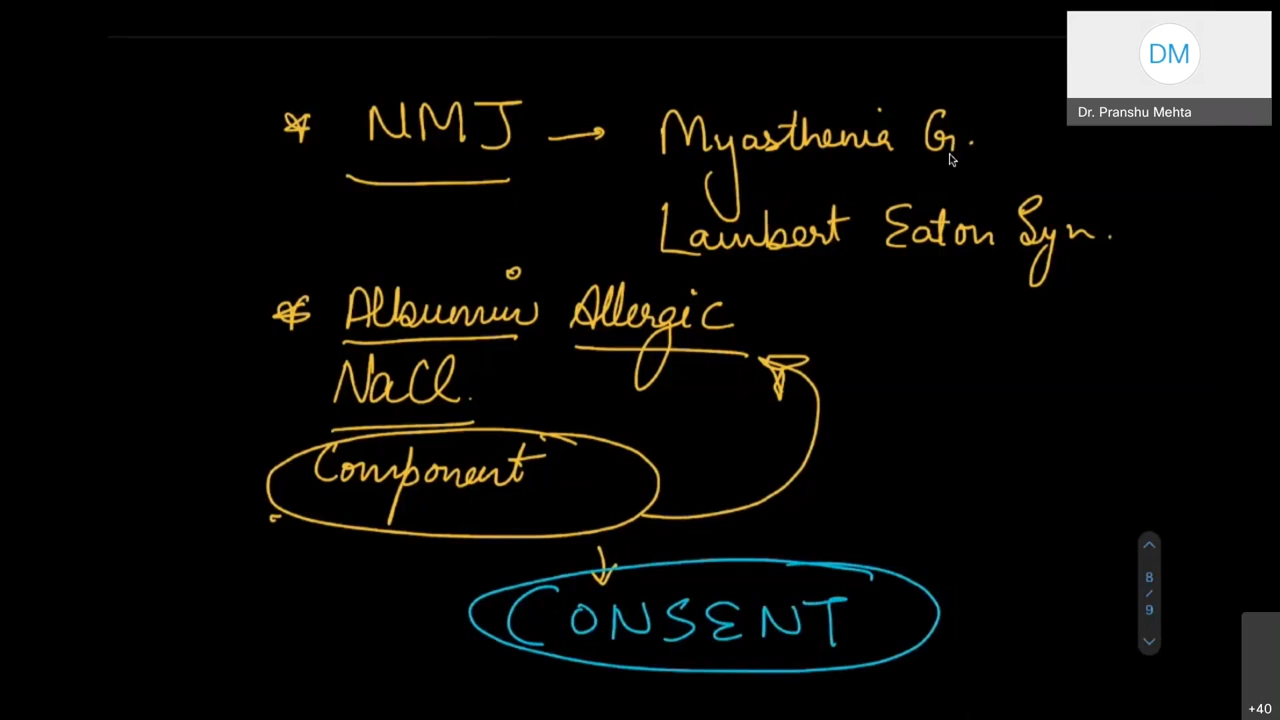 DM
Dr. Pranshu Mehta
* NMJ → Myasthenia G.
Lambert Eaton Syn.
* Albumin Allergic
NaCl.
Component
CONSENT
8
/
9
+40